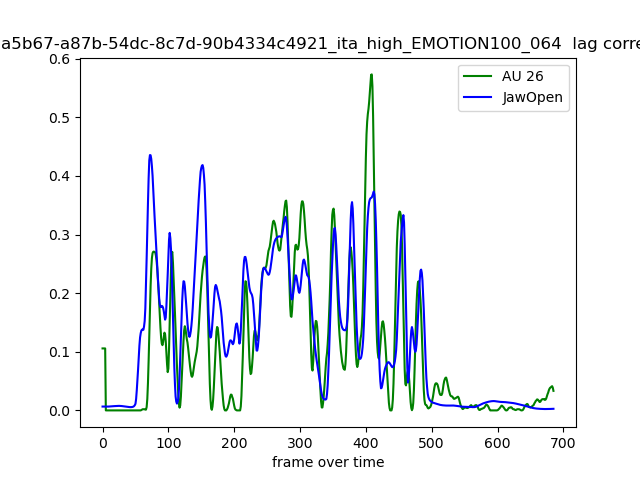 a5b67-a87b-54dc-8c7d-90b4334c4921_ita_high_EMOTION100_064 lag corre
AU 26
JawOpen
0.6
0.5
0.4
0.3
0.2
0.1
0.0
0 100 200 300 400 500 600 700
frame over time